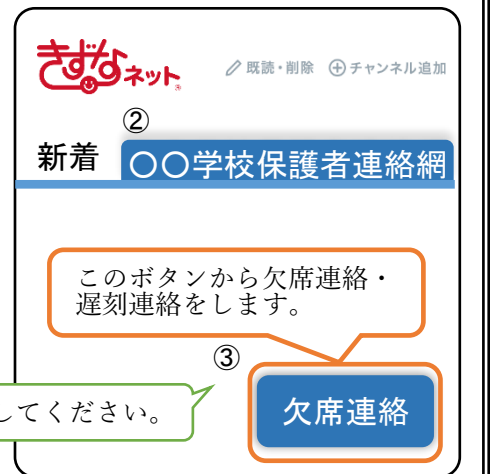 きずなネット
既読・削除 チャンネル追加
②
新着 〇〇学校保護者連絡網
このボタンから欠席連絡・
遅刻連絡をします。
③
してください。
欠席連絡